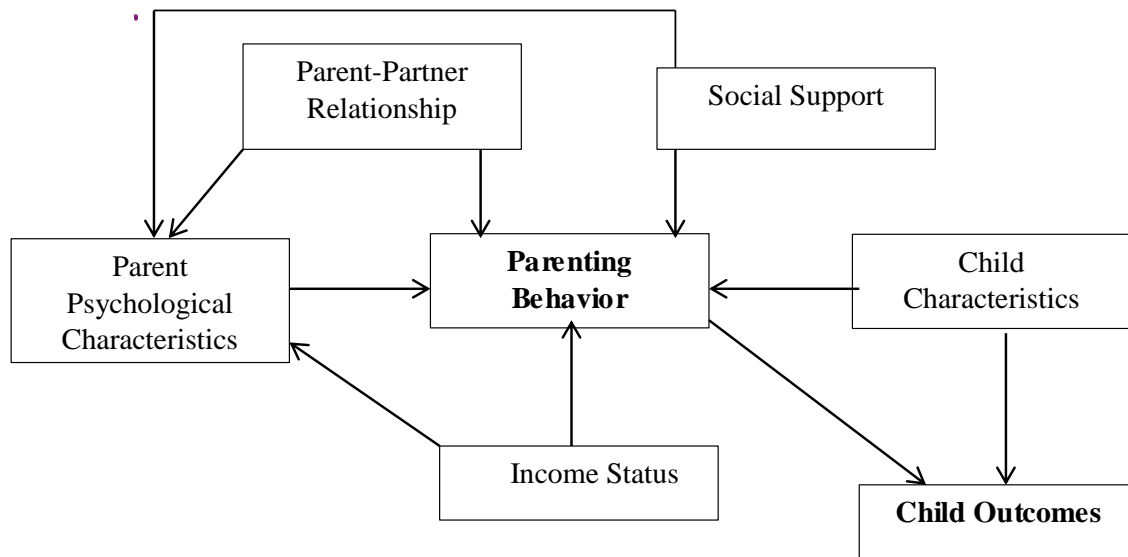 Parent-Partner
Relationship
Social Support
Parent
Psychological
Characteristics
Parenting
Behavior
Child
Characteristics
Income Status
Child Outcomes